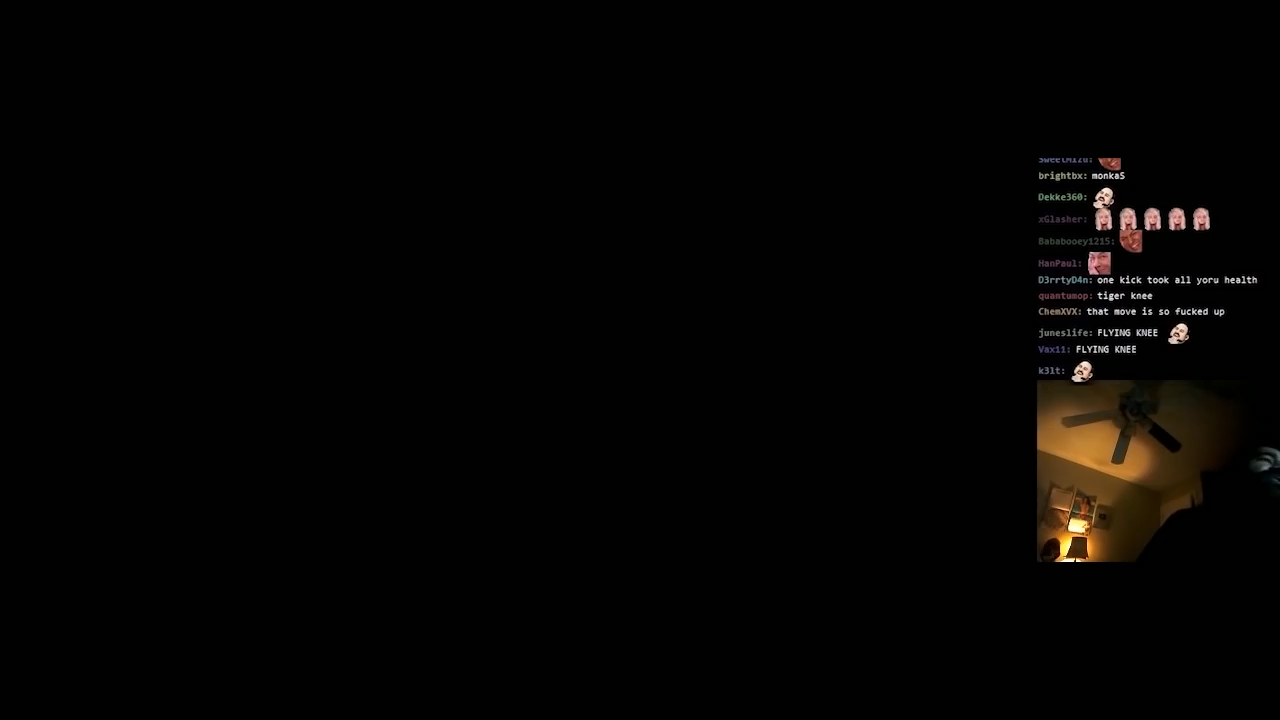 SweetMizu:
brightbx: monkaS
Dekke360:
xGlasher:
Bababooey1215:
HanPaul:
D3rrtyD4n: one kick took all yoru health
quantumop: tiger knee
ChemXVX: that move is so fucked up
juneslife: FLYING KNEE
Vax11: FLYING KNEE
k3lt: